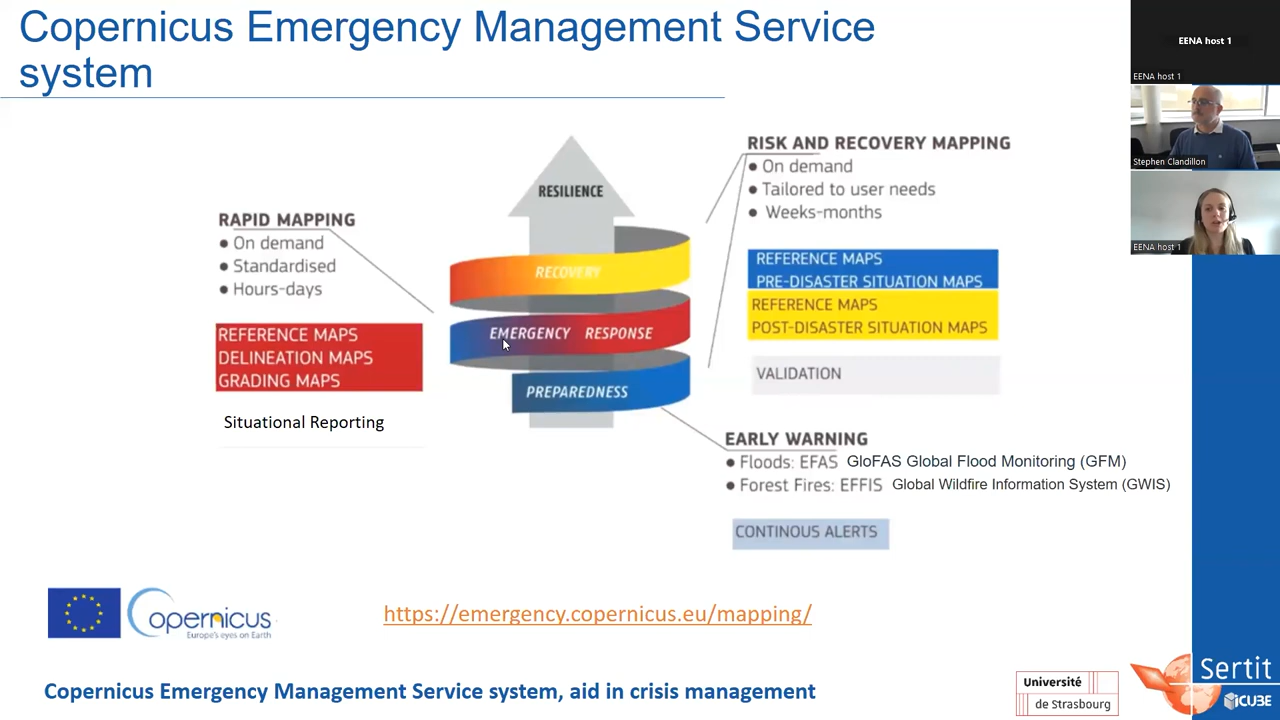 Copernicus Emergency Management Service
system
EENA host 1
EENA host 1
Stephen Clandillon
EENA host 1
RESILIENCE
RECOVERY
EMERGENCY RESPONSE
PREPAREDNESS
RAPID MAPPING
● On demand
● Standardised
● Hours-days
REFERENCE MAPS
DELINEATION MAPS
GRADING MAPS
Situational Reporting
RISK AND RECOVERY MAPPING
● On demand
● Tailored to user needs
● Weeks-months
REFERENCE MAPS
PRE-DISASTER SITUATION MAPS
REFERENCE MAPS
POST-DISASTER SITUATION MAPS
VALIDATION
EARLY WARNING
● Floods: EFAS GloFAS Global Flood Monitoring (GFM)
● Forest Fires: EFFIS Global Wildfire Information System (GWIS)
CONTINOUS ALERTS
opernicus
Europe's eyes on Earth
https://emergency.copernicus.eu/mapping/
Copernicus Emergency Management Service system, aid in crisis management
Université
de Strasbourg
Sertit
iCUBE